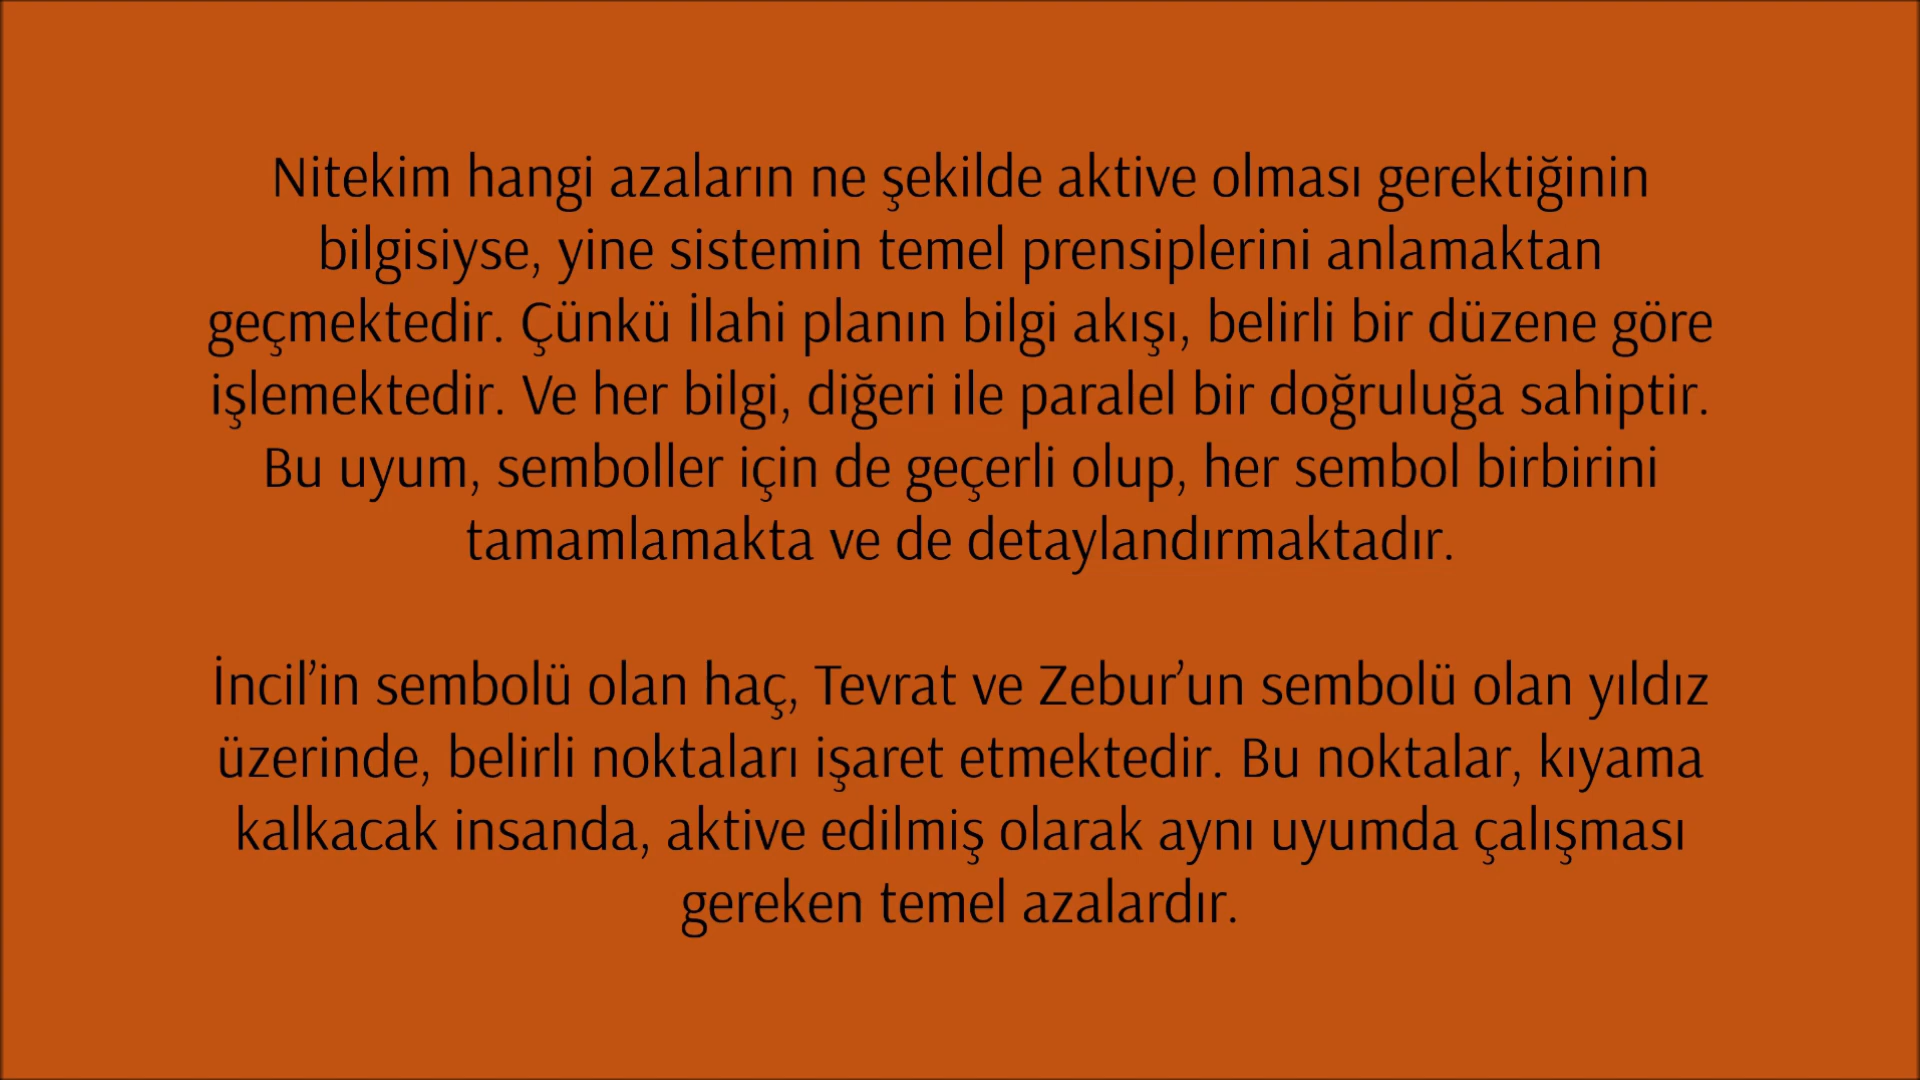 Nitekim hangi azaların ne şekilde aktive olması gerektiğinin
bilgisiyse, yine sistemin temel prensiplerini anlamaktan
geçmektedir. Çünkü İlahi planın bilgi akışı, belirli bir düzene göre
işlemektedir. Ve her bilgi, diğeri ile paralel bir doğruluğa sahiptir.
Bu uyum, semboller için de geçerli olup, her sembol birbirini
tamamlamakta ve de detaylandırmaktadır.
İncil’in sembolü olan haç, Tevrat ve Zebur’un sembolü olan yıldız
üzerinde, belirli noktaları işaret etmektedir. Bu noktalar, kıyama
kalkacak insanda, aktive edilmiş olarak aynı uyumda çalışması
gereken temel azalardır.